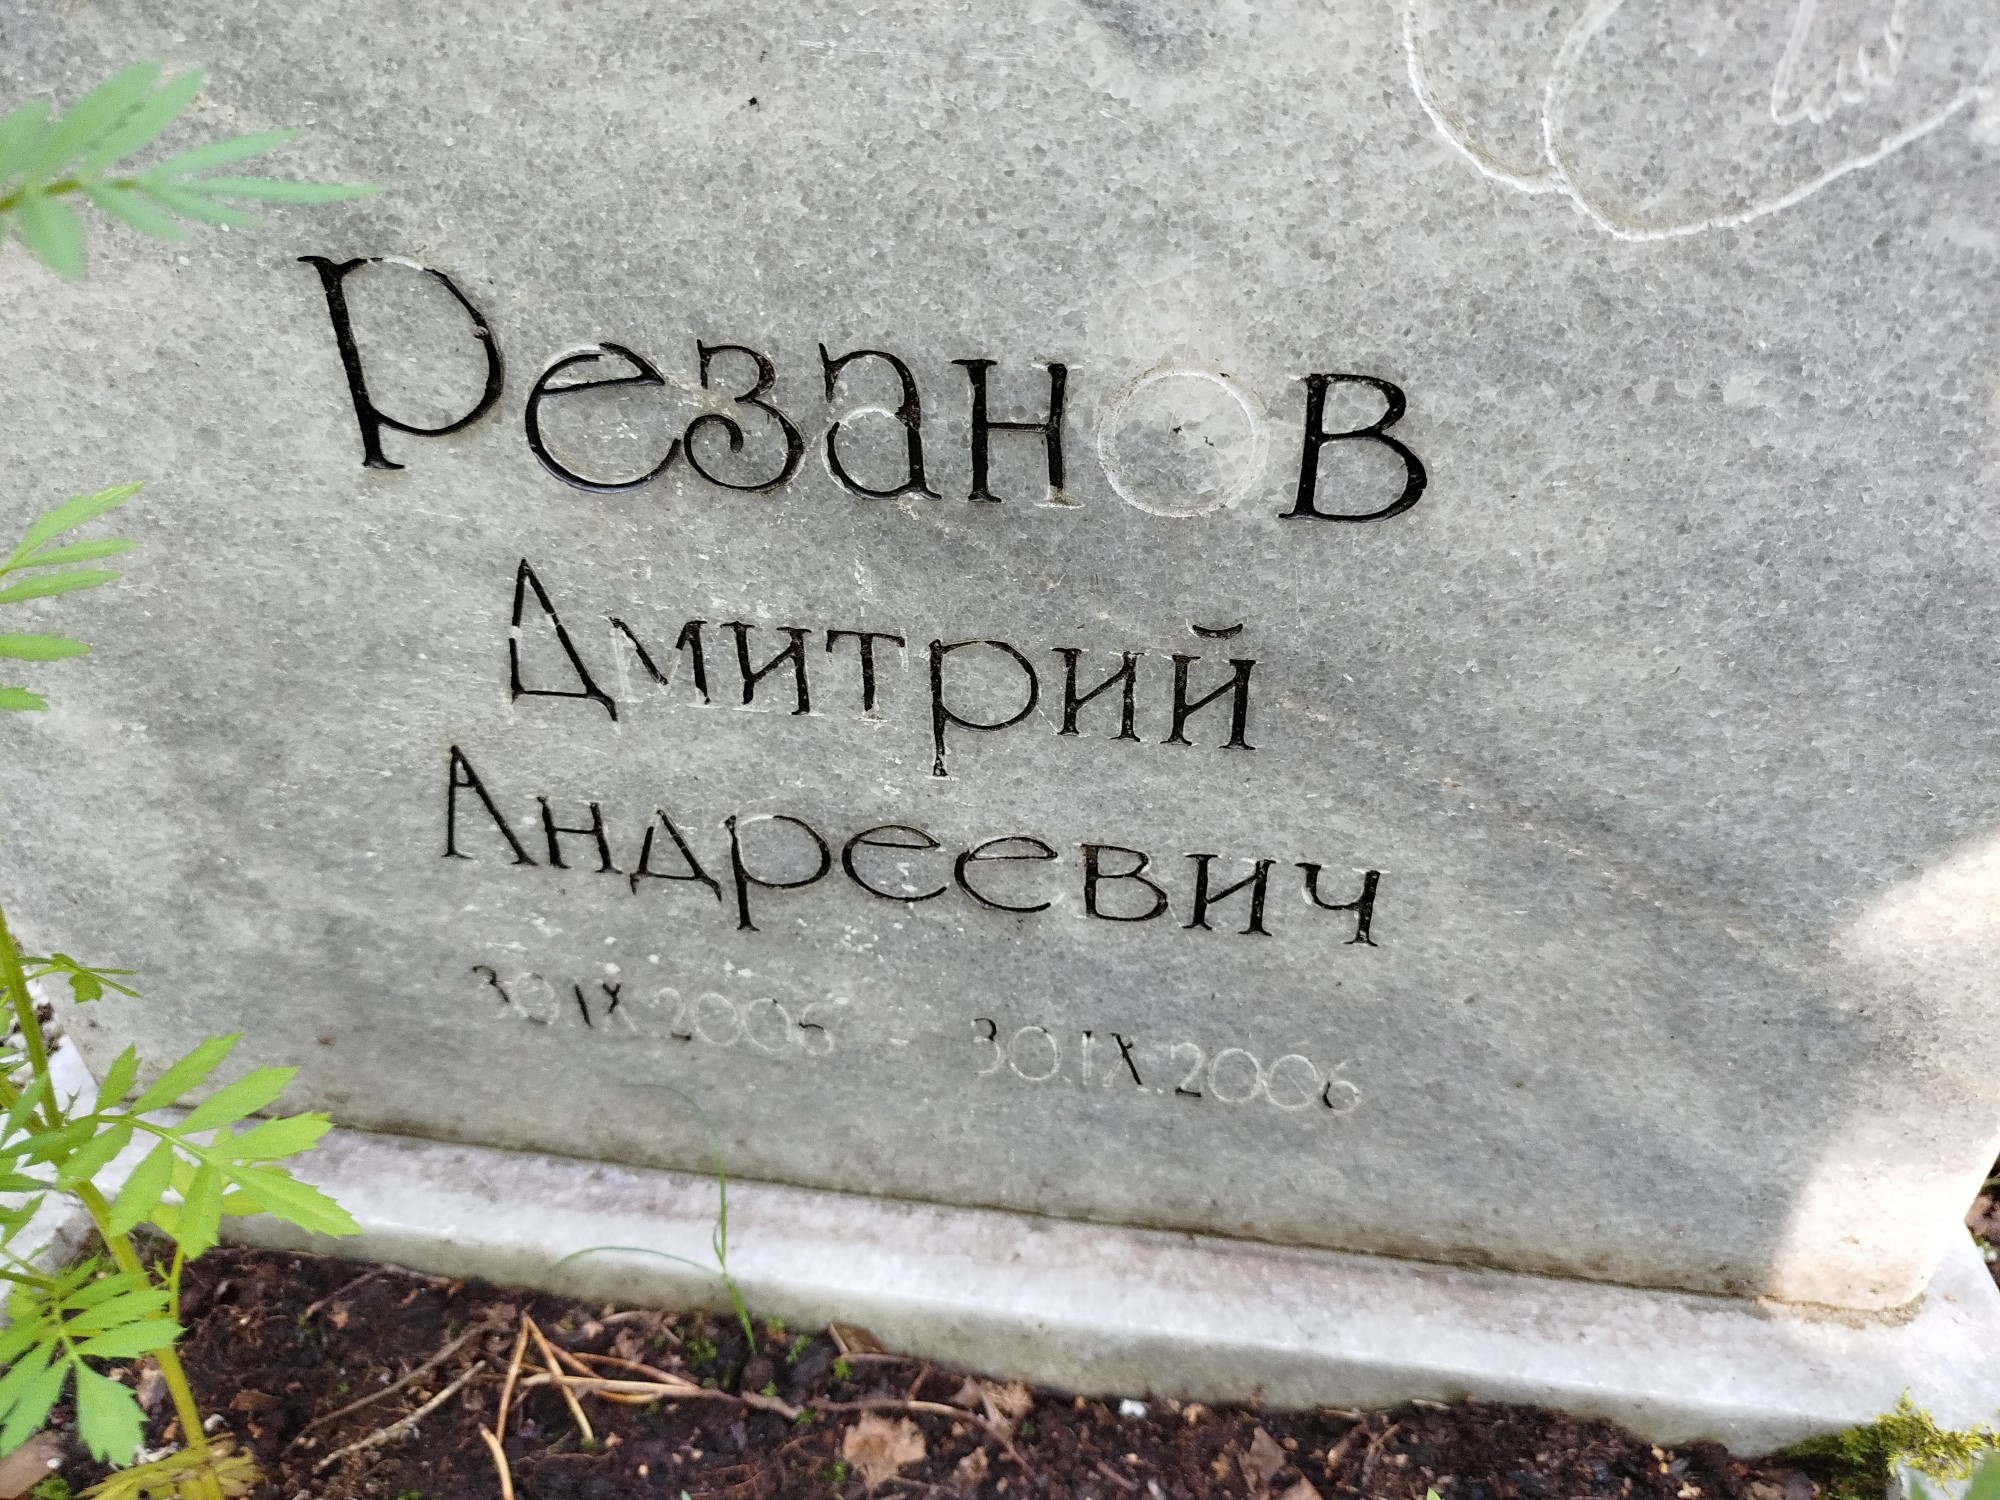 Резанов
Дмитрий
Андреевич
30.IX.2006 - 30.IX.2006